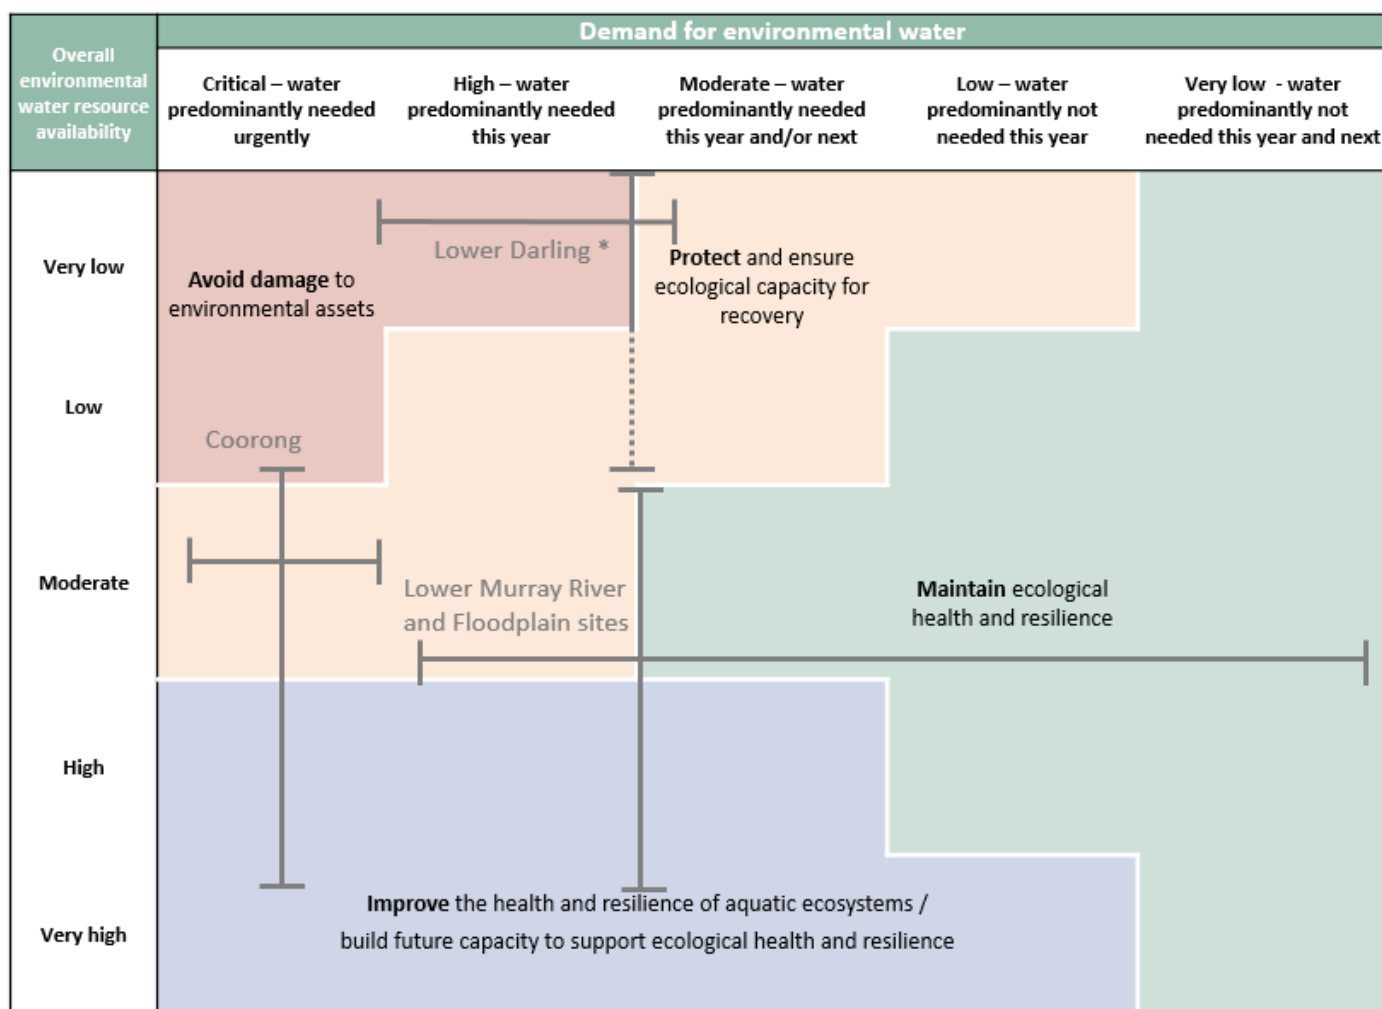 Demand for environmental water
Overall
environmental
water resource
availability
Critical – water
predominantly needed
urgently
High – water
predominantly needed
this year
Moderate – water
predominantly needed
this year and/or next
Low – water
predominantly not
needed this year
Very low - water
predominantly not
needed this year and next
Very low
Lower Darling *
Avoid damage to
environmental assets
Protect and ensure
ecological capacity for
recovery
Low
Coorong
Moderate
Lower Murray River
and Floodplain sites
Maintain ecological
health and resilience
High
Very high
Improve the health and resilience of aquatic ecosystems /
build future capacity to support ecological health and resilience